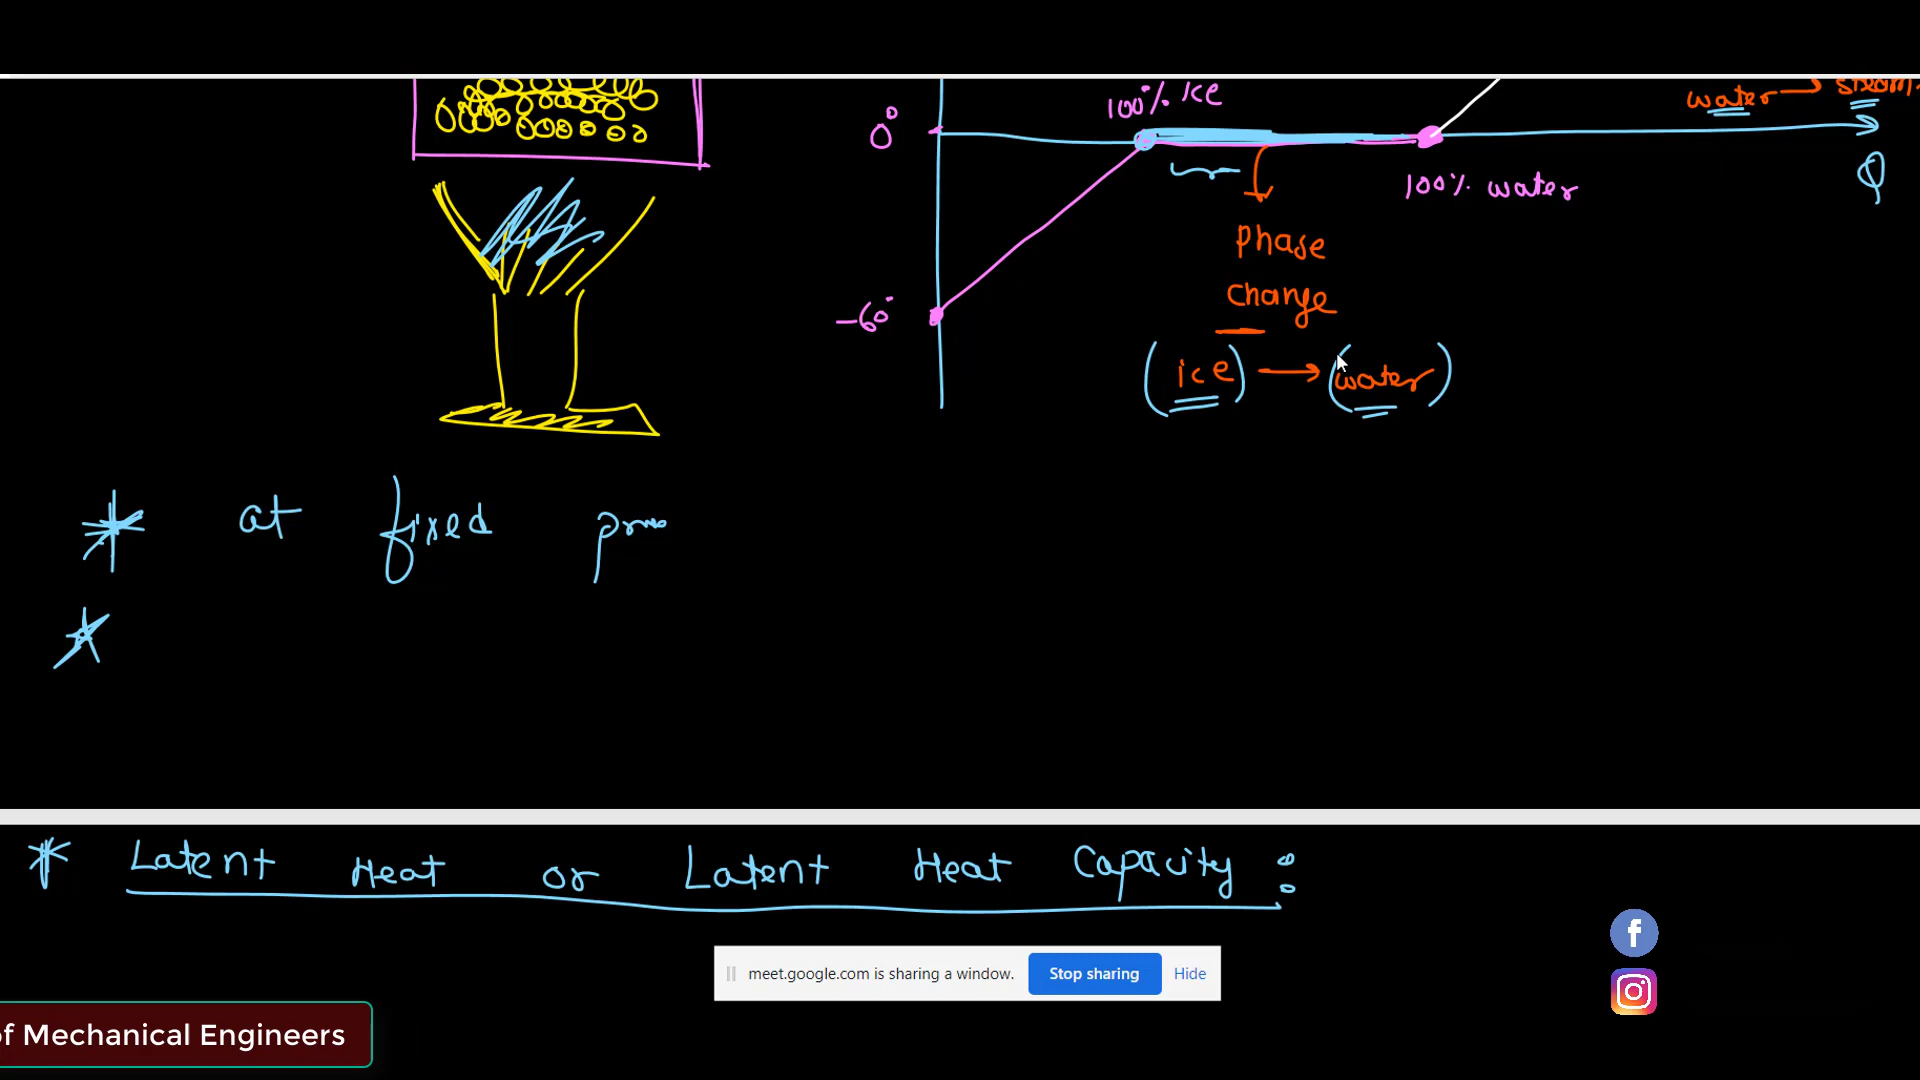 100% ice
water → steam
0°
Q
100% water
Phase
change
-60°
(ice) → (water)
* at fixed
*
* Latent Heat or Latent Heat Capacity :
meet.google.com is sharing a window. Stop sharing Hide
of Mechanical Engineers